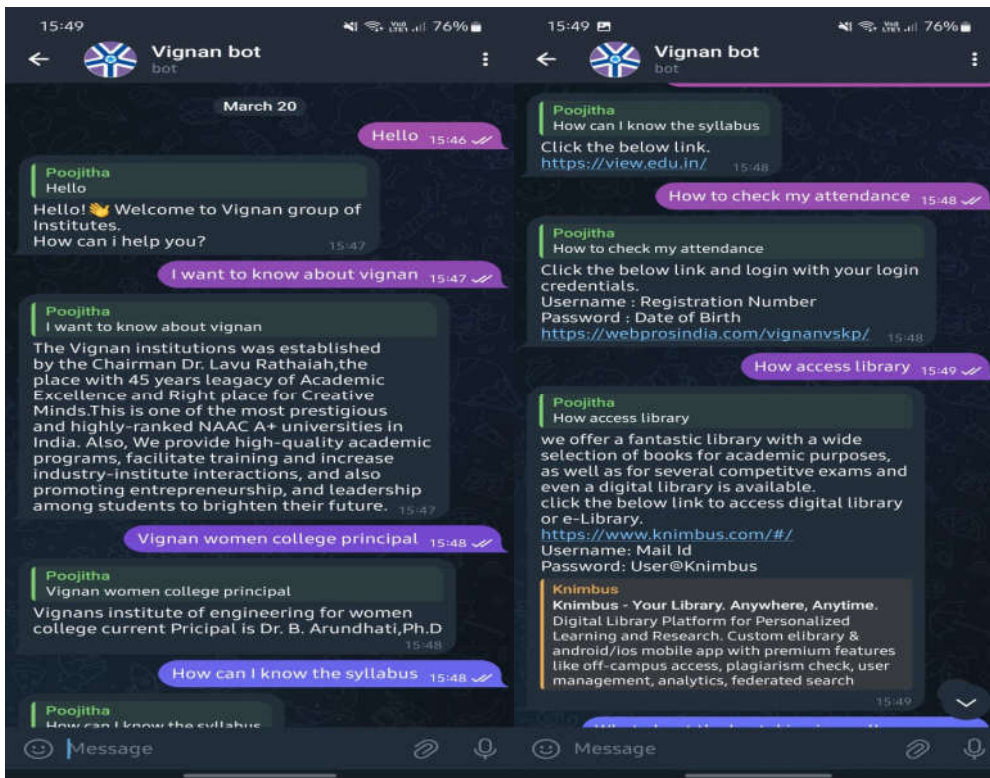 15:49
Vo)) LTE1 76%
Vignan bot
bot
March 20
Hello 15:46
Poojitha
Hello
Hello!👋 Welcome to Vignan group of
Institutes.
How can i help you? 15:47
I want to know about vignan 15:47
Poojitha
I want to know about vignan
The Vignan institutions was established
by the Chairman Dr. Lavu Rathaiah,the
place with 45 years leagacy of Academic
Excellence and Right place for Creative
Minds.This is one of the most prestigious
and highly-ranked NAAC A+ universities in
India. Also, We provide high-quality academic
programs, facilitate training and increase
industry-institute interactions, and also
promoting entrepreneurship, and leadership
among students to brighten their future. 15:47
Vignan women college principal 15:48
Poojitha
Vignan women college principal
Vignans institute of engineering for women
college current Pricipal is Dr. B. Arundhati,Ph.D
15:48
How can I know the syllabus 15:48
Poojitha
How can I know the syllabus
Message
15:49
Vo)) LTE1 76%
Vignan bot
bot
Poojitha
How can I know the syllabus
Click the below link.
https://view.edu.in/ 15:48
How to check my attendance 15:48
Poojitha
How to check my attendance
Click the below link and login with your login
credentials.
Username : Registration Number
Password : Date of Birth
https://webprosindia.com/vignanvskp/ 15:48
How access library 15:49
Poojitha
How access library
we offer a fantastic library with a wide
selection of books for academic purposes,
as well as for several competitve exams and
even a digital library is available.
click the below link to access digital library
or e-Library.
https://www.knimbus.com/#/
Username: Mail Id
Password: User@Knimbus
Knimbus
Knimbus - Your Library. Anywhere, Anytime.
Digital Library Platform for Personalized
Learning and Research. Custom elibrary &
android/ios mobile app with premium features
like off-campus access, plagiarism check, user
management, analytics, federated search
15:49
Message